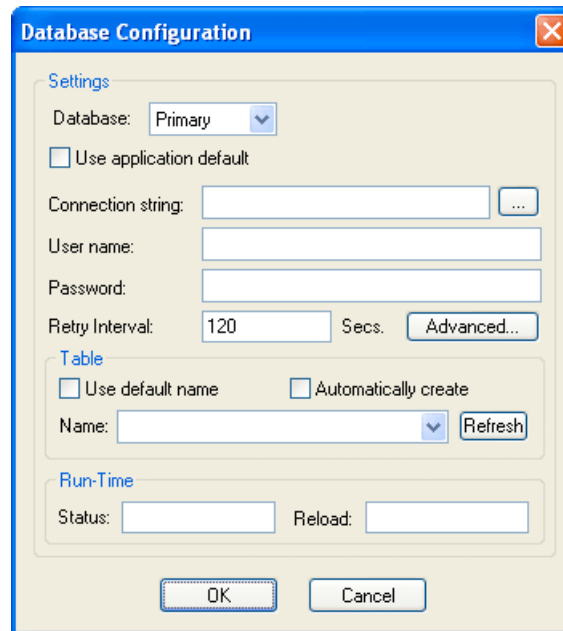 Database Configuration
Settings
Database: Primary
Use application default
Connection string: ...
User name:
Password:
Retry Interval: 120 Secs. Advanced...
Table
Use default name Automatically create
Name: Refresh
Run-Time
Status: Reload:
OK Cancel